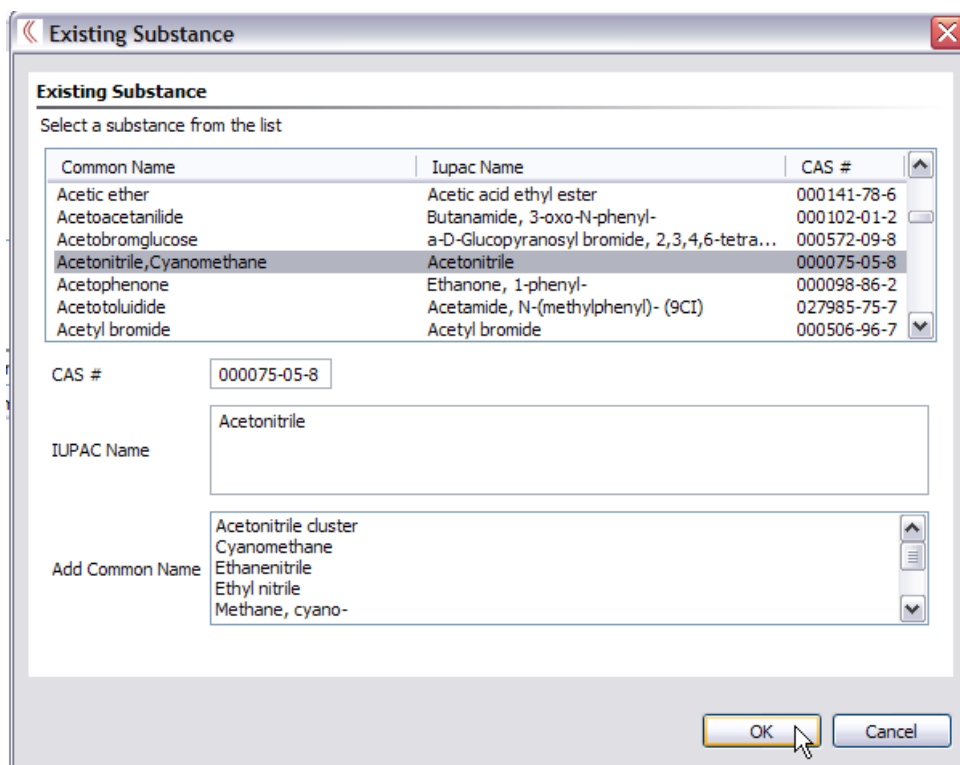 Existing Substance
Existing Substance
Select a substance from the list
Common Name Iupac Name CAS #
Acetic ether Acetic acid ethyl ester 000141-78-6
Acetoacetanilide Butanamide, 3-oxo-N-phenyl- 000102-01-2
Acetobromglucose a-D-Glucopyranosyl bromide, 2,3,4,6-tetra... 000572-09-8
Acetonitrile,Cyanomethane Acetonitrile 000075-05-8
Acetophenone Ethanone, 1-phenyl- 000098-86-2
Acetotoluidide Acetamide, N-(methylphenyl)- (9CI) 027985-75-7
Acetyl bromide Acetyl bromide 000506-96-7
CAS # 000075-05-8
IUPAC Name Acetonitrile
Add Common Name
Acetonitrile cluster
Cyanomethane
Ethanenitrile
Ethyl nitrile
Methane, cyano-
OK Cancel